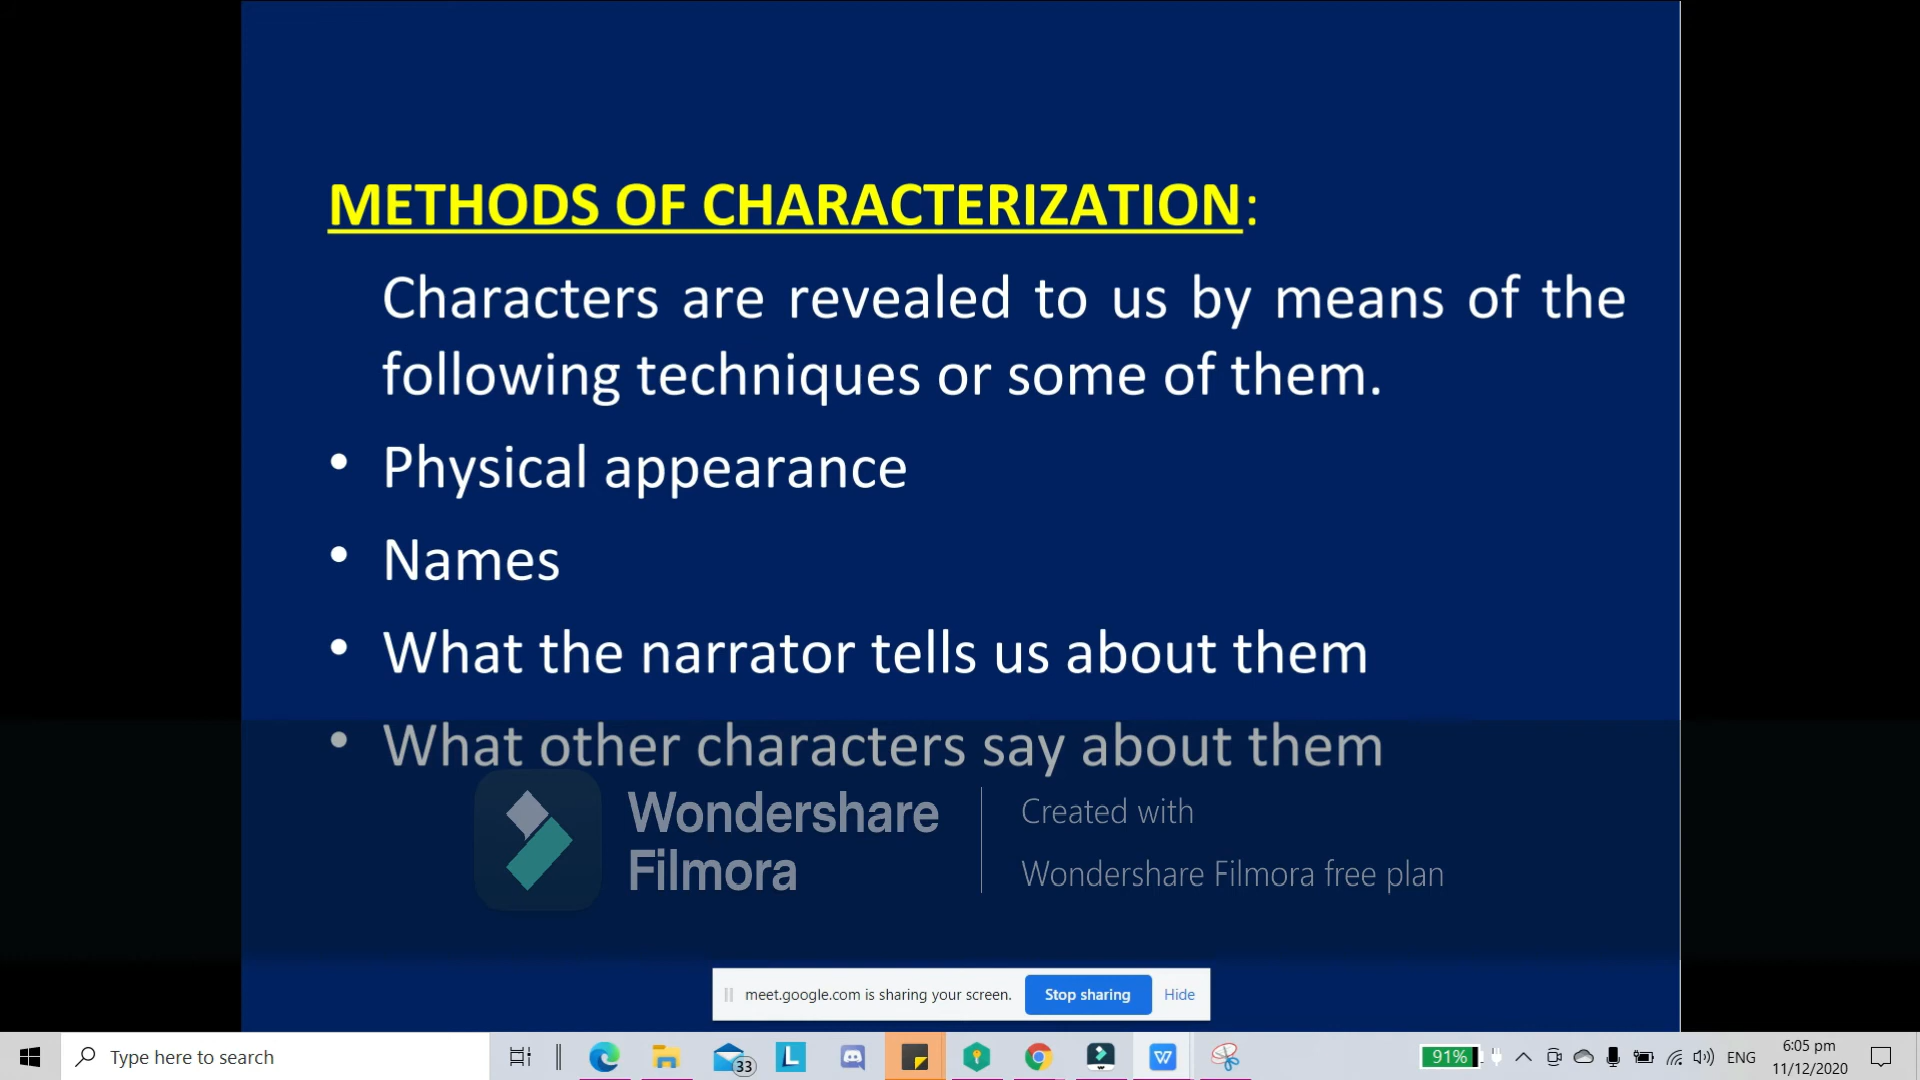 METHODS OF CHARACTERIZATION:
Characters are revealed to us by means of the
following techniques or some of them.
• Physical appearance
• Names
• What the narrator tells us about them
• What other characters say about them
Wondershare
Filmora
Created with
Wondershare Filmora free plan
meet.google.com is sharing your screen.
Stop sharing
Hide
Type here to search
33
L
W
91%
ENG
6:05 pm
11/12/2020